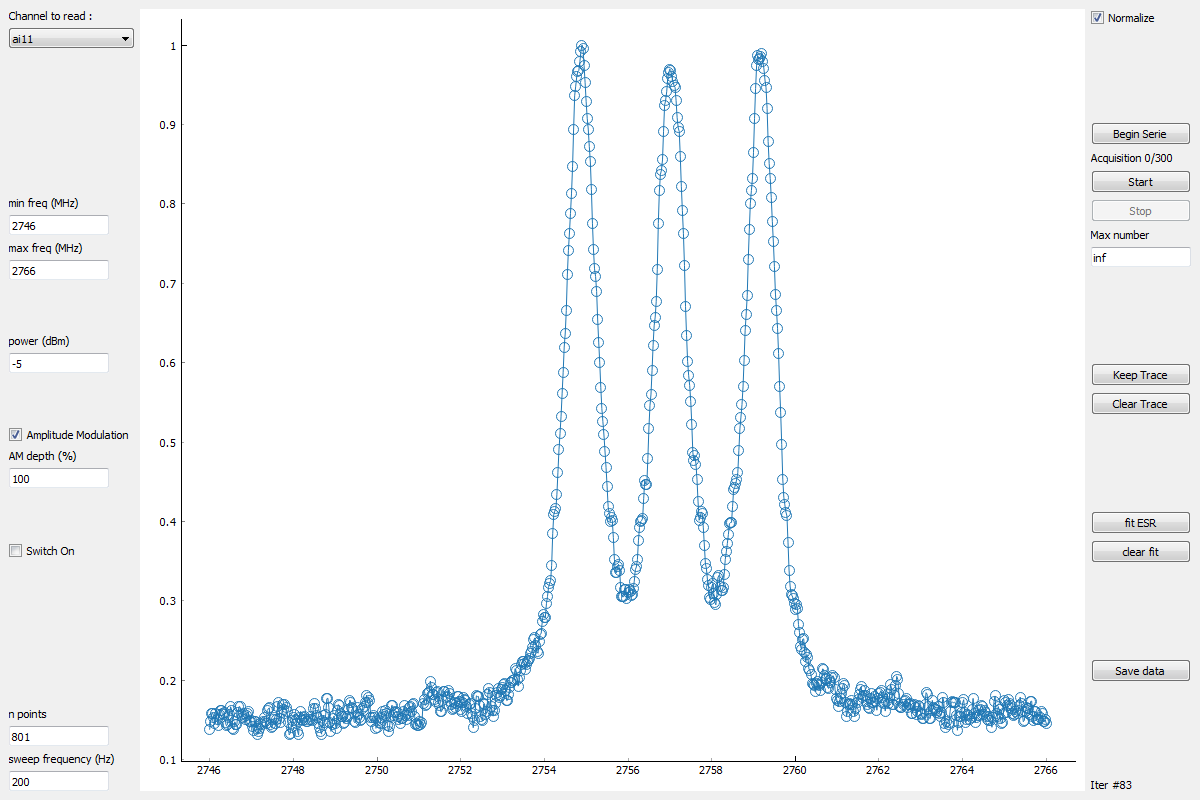 Channel to read :
ai11
min freq (MHz)
2746
max freq (MHz)
2766
power (dBm)
-5
Amplitude Modulation
AM depth (%)
100
Switch On
n points
801
sweep frequency (Hz)
200
1
0.9
0.8
0.7
0.6
0.5
0.4
0.3
0.2
0.1
2746 2748 2750 2752 2754 2756 2758 2760 2762 2764 2766
Normalize
Begin Serie
Acquisition 0/300
Start
Stop
Max number
inf
Keep Trace
Clear Trace
fit ESR
clear fit
Save data
Iter #83